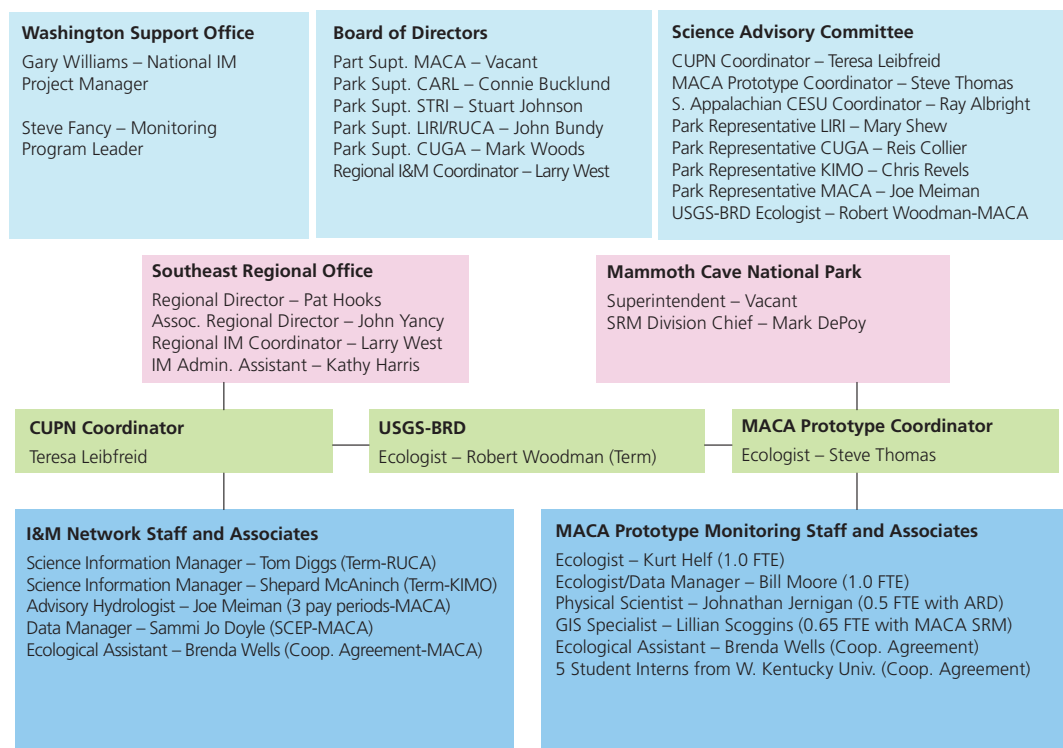 Washington Support Office
Gary Williams – National IM
Project Manager
Steve Fancy – Monitoring
Program Leader
Board of Directors
Part Supt. MACA – Vacant
Park Supt. CARL – Connie Bucklund
Park Supt. STRI – Stuart Johnson
Park Supt. LIRI/RUCA – John Bundy
Park Supt. CUGA – Mark Woods
Regional I&M Coordinator – Larry West
Science Advisory Committee
CUPN Coordinator – Teresa Leibfreid
MACA Prototype Coordinator – Steve Thomas
S. Appalachian CESU Coordinator – Ray Albright
Park Representative LIRI – Mary Shew
Park Representative CUGA – Reis Collier
Park Representative KIMO – Chris Revels
Park Representative MACA – Joe Meiman
USGS-BRD Ecologist – Robert Woodman-MACA
Southeast Regional Office
Regional Director – Pat Hooks
Assoc. Regional Director – John Yancy
Regional IM Coordinator – Larry West
IM Admin. Assistant – Kathy Harris
Mammoth Cave National Park
Superintendent – Vacant
SRM Division Chief – Mark DePoy
CUPN Coordinator
Teresa Leibfreid
USGS-BRD
Ecologist – Robert Woodman (Term)
MACA Prototype Coordinator
Ecologist – Steve Thomas
I&M Network Staff and Associates
Science Information Manager – Tom Diggs (Term-RUCA)
Science Information Manager – Shepard McAninch (Term-KIMO)
Advisory Hydrologist – Joe Meiman (3 pay periods-MACA)
Data Manager – Sammi Jo Doyle (SCEP-MACA)
Ecological Assistant – Brenda Wells (Coop. Agreement-MACA)
MACA Prototype Monitoring Staff and Associates
Ecologist – Kurt Helf (1.0 FTE)
Ecologist/Data Manager – Bill Moore (1.0 FTE)
Physical Scientist – Johnathan Jernigan (0.5 FTE with ARD)
GIS Specialist – Lillian Scoggins (0.65 FTE with MACA SRM)
Ecological Assistant – Brenda Wells (Coop. Agreement)
5 Student Interns from W. Kentucky Univ. (Coop. Agreement)